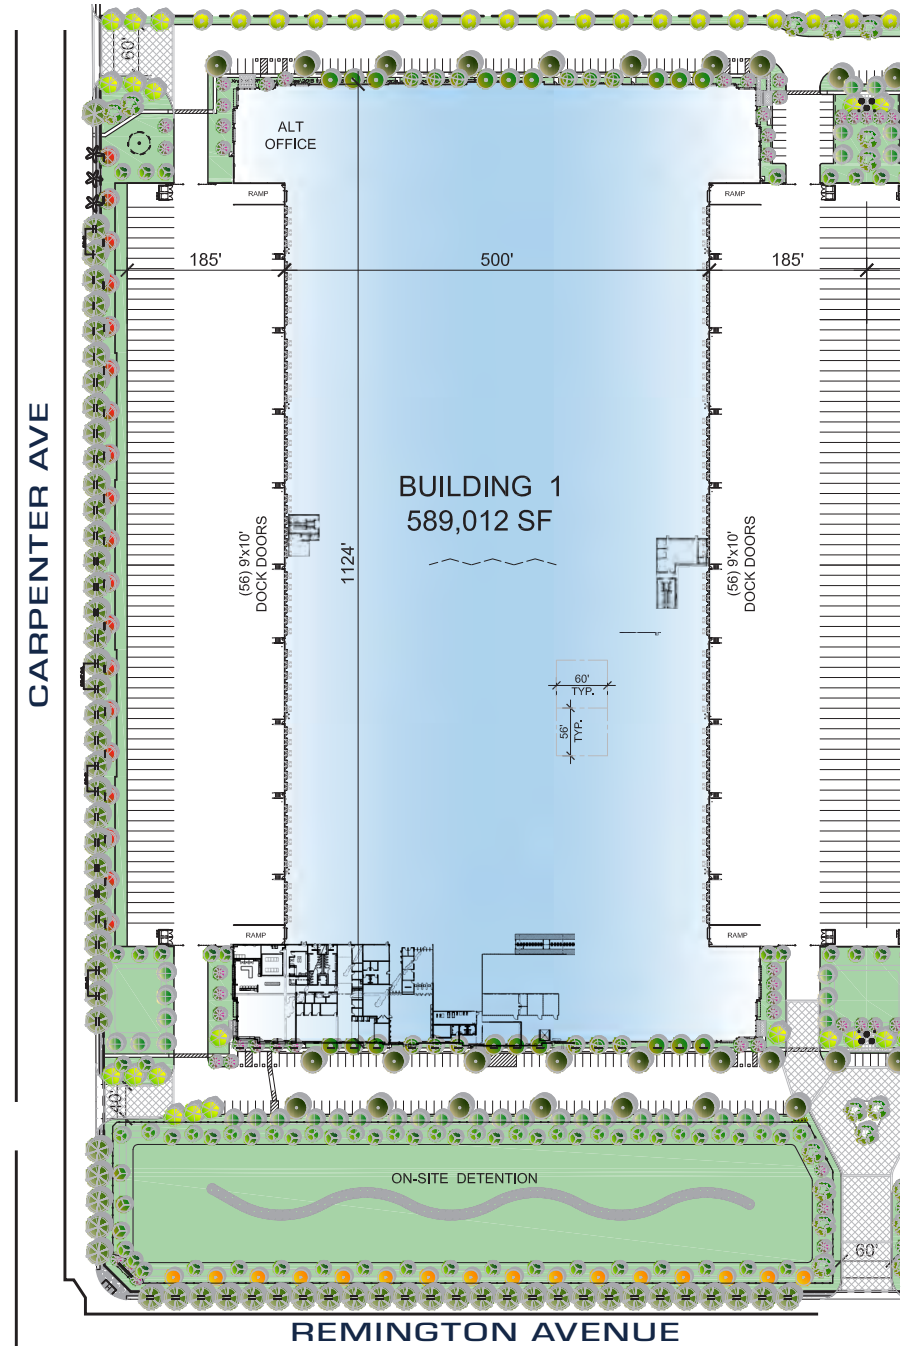 60'
ALT
OFFICE
RAMP
RAMP
185'
500'
185'
CARPENTER AVE
BUILDING 1
589,012 SF
(56) 9'x10'
DOCK DOORS
1124'
(56) 9'x10'
DOCK DOORS
60'
TYP.
56'
TYP.
RAMP
RAMP
40'
ON-SITE DETENTION
60'
REMINGTON AVENUE